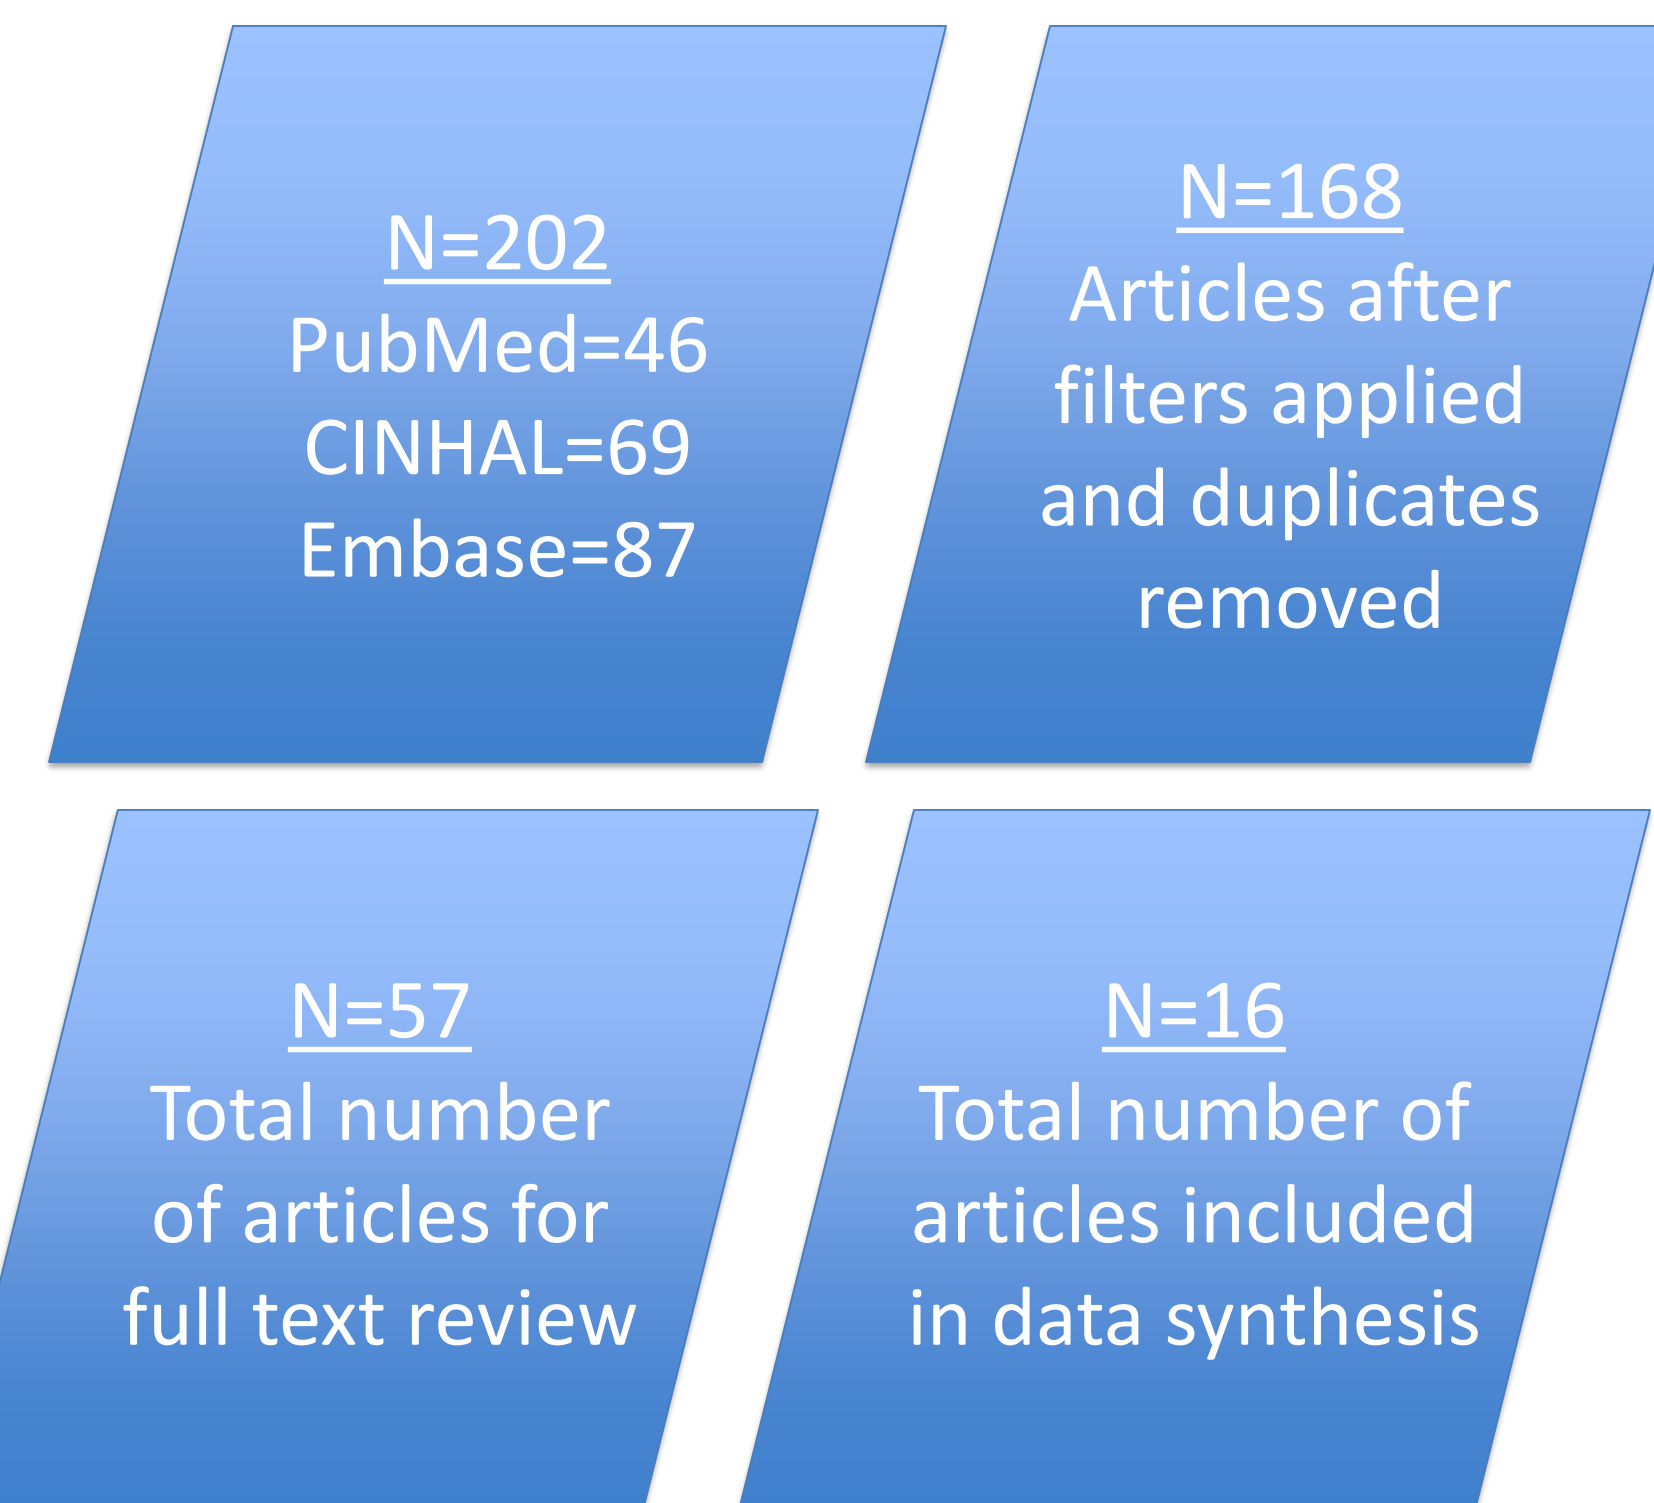 N=202
PubMed=46
CINHAL=69
Embase=87
N=168
Articles after
filters applied
and duplicates
removed
N=57
Total number
of articles for
full text review
N=16
Total number of
articles included
in data synthesis